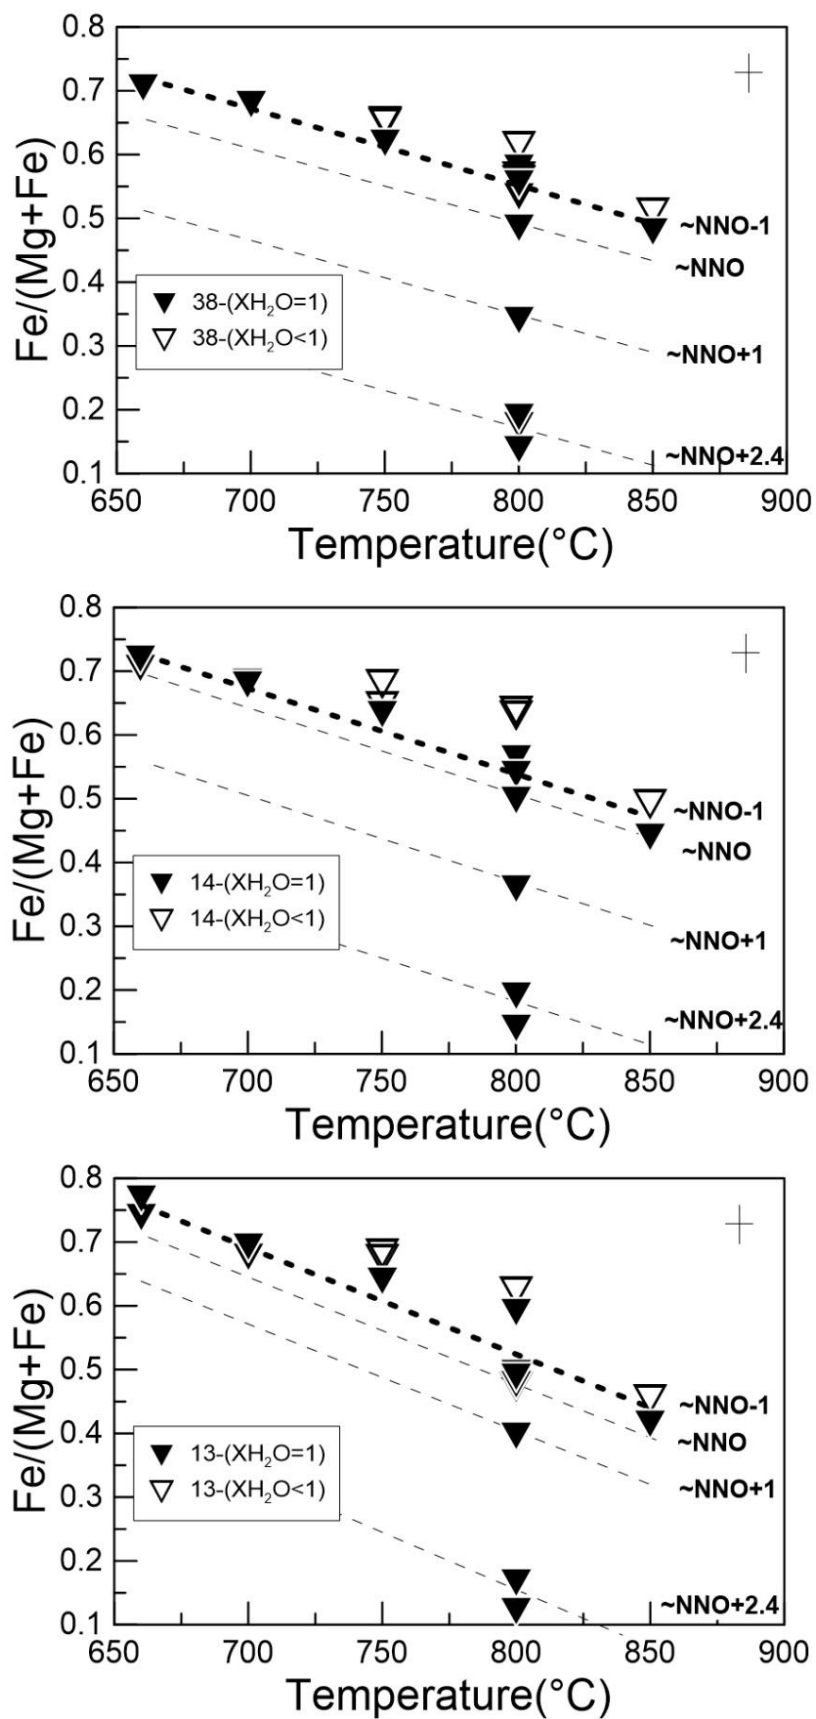 0.8
0.7
0.6
0.5
0.4
0.3
0.2
0.1
Fe/(Mg+Fe)
~NNO-1
~NNO
~NNO+1
~NNO+2.4
38-(XH₂O=1)
38-(XH₂O<1)
650 700 750 800 850 900
Temperature(°C)
0.8
0.7
0.6
0.5
0.4
0.3
0.2
0.1
Fe/(Mg+Fe)
~NNO-1
~NNO
~NNO+1
~NNO+2.4
14-(XH₂O=1)
14-(XH₂O<1)
650 700 750 800 850 900
Temperature(°C)
0.8
0.7
0.6
0.5
0.4
0.3
0.2
0.1
Fe/(Mg+Fe)
~NNO-1
~NNO
~NNO+1
~NNO+2.4
13-(XH₂O=1)
13-(XH₂O<1)
650 700 750 800 850 900
Temperature(°C)